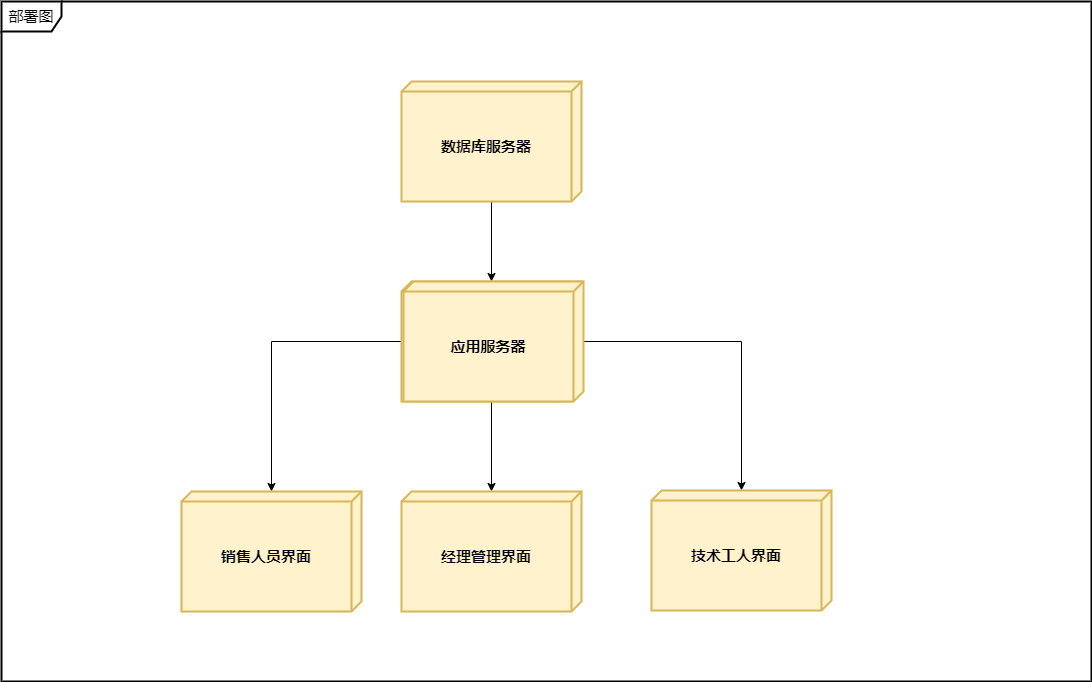 部署图
数据库服务器
应用服务器
销售人员界面
经理管理界面
技术工人界面